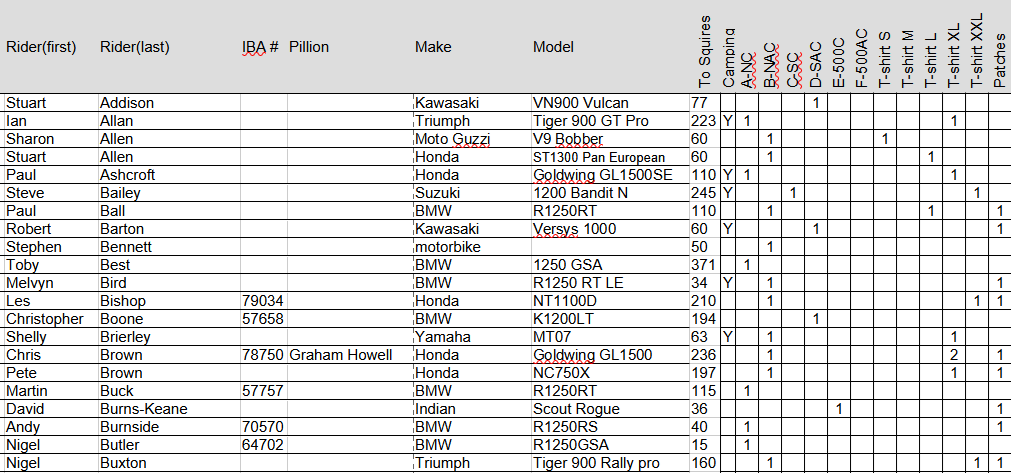 Rider(first) Rider(last) IBA # Pillion Make Model To Squires Camping A-NC B-NAC C-SC D-SAC E-500C F-500AC T-shirt S T-shirt M T-shirt L T-shirt XL T-shirt XXL Patches
Stuart Addison Kawasaki VN900 Vulcan 77 1
Ian Allan Triumph Tiger 900 GT Pro 223 Y 1 1
Sharon Allen Moto Guzzi V9 Bobber 60 1 1
Stuart Allen Honda ST1300 Pan European 60 1 1
Paul Ashcroft Honda Goldwing GL1500SE 110 Y 1 1
Steve Bailey Suzuki 1200 Bandit N 245 Y 1 1
Paul Ball BMW R1250RT 110 1 1 1
Robert Barton Kawasaki Versys 1000 60 Y 1 1
Stephen Bennett motorbike 50 1
Toby Best BMW 1250 GSA 371 1
Melvyn Bird BMW R1250 RT LE 34 Y 1 1
Les Bishop 79034 Honda NT1100D 210 1 1 1
Christopher Boone 57658 BMW K1200LT 194 1
Shelly Brierley Yamaha MT07 63 Y 1 1
Chris Brown 78750 Graham Howell Honda Goldwing GL1500 236 1 2 1
Pete Brown Honda NC750X 197 1 1 1
Martin Buck 57757 BMW R1250RT 115 1
David Burns-Keane Indian Scout Rogue 36 1 1
Andy Burnside 70570 BMW R1250RS 40 1 1
Nigel Butler 64702 BMW R1250GSA 15 1
Nigel Buxton Triumph Tiger 900 Rally pro 160 1 1 1